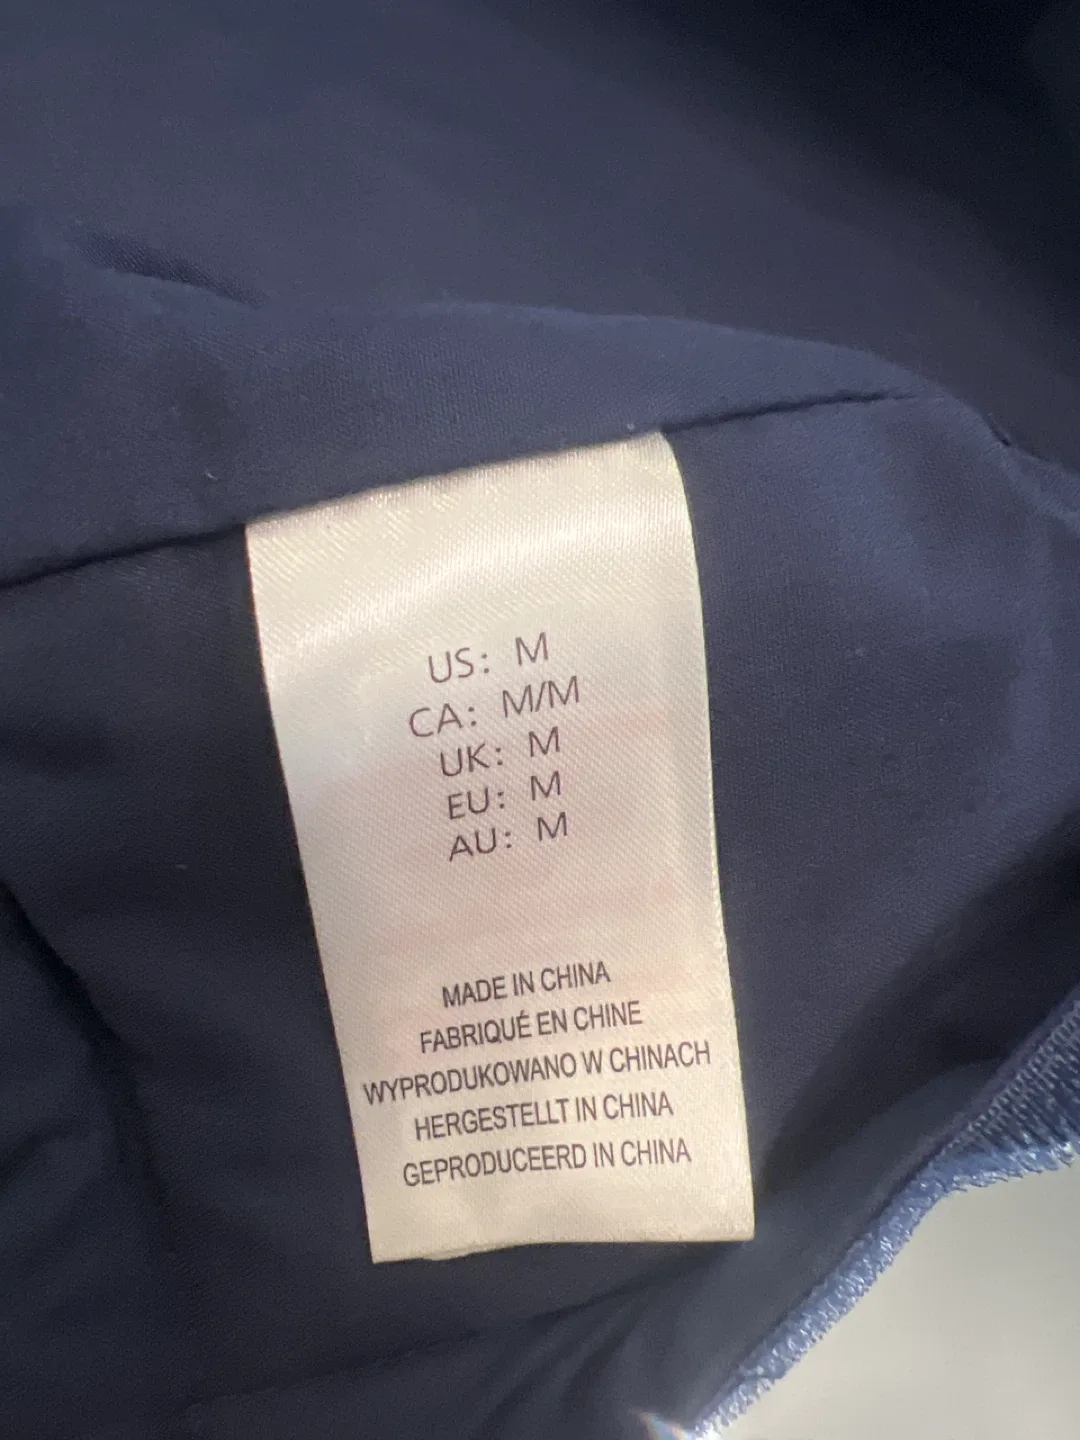 US: M
CA: M/M
UK: M
EU: M
AU: M
MADE IN CHINA
FABRIQUÉ EN CHINE
WYPRODUKOWANO W CHINACH
HERGESTELLT IN CHINA
GEPRODUCEERD IN CHINA